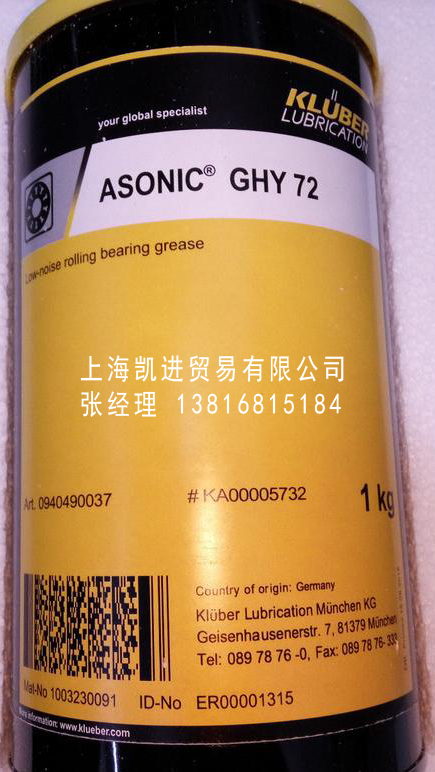 your global specialist
KLÜBER
LUBRICATION
ASONIC® GHY 72
Low-noise rolling bearing grease
上海凯进贸易有限公司
张经理 13816815184
Art. 0940490037
# KA00005732
1 kg
Country of origin: Germany
Klüber Lubrication München KG
Geisenhausenerstr. 7, 81379 München
Tel: 089 78 76 -0, Fax: 089 78 76-333
Mat-No 1003230091
ID-No ER00001315
More information: www.klueber.com